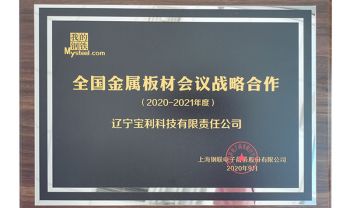 我的
钢铁
Mysteel.com
全国金属板材会议战略合作
(2020-2021年度)
辽宁宝利科技有限责任公司
上海钢联电子商务股份有限公司
2020年9月